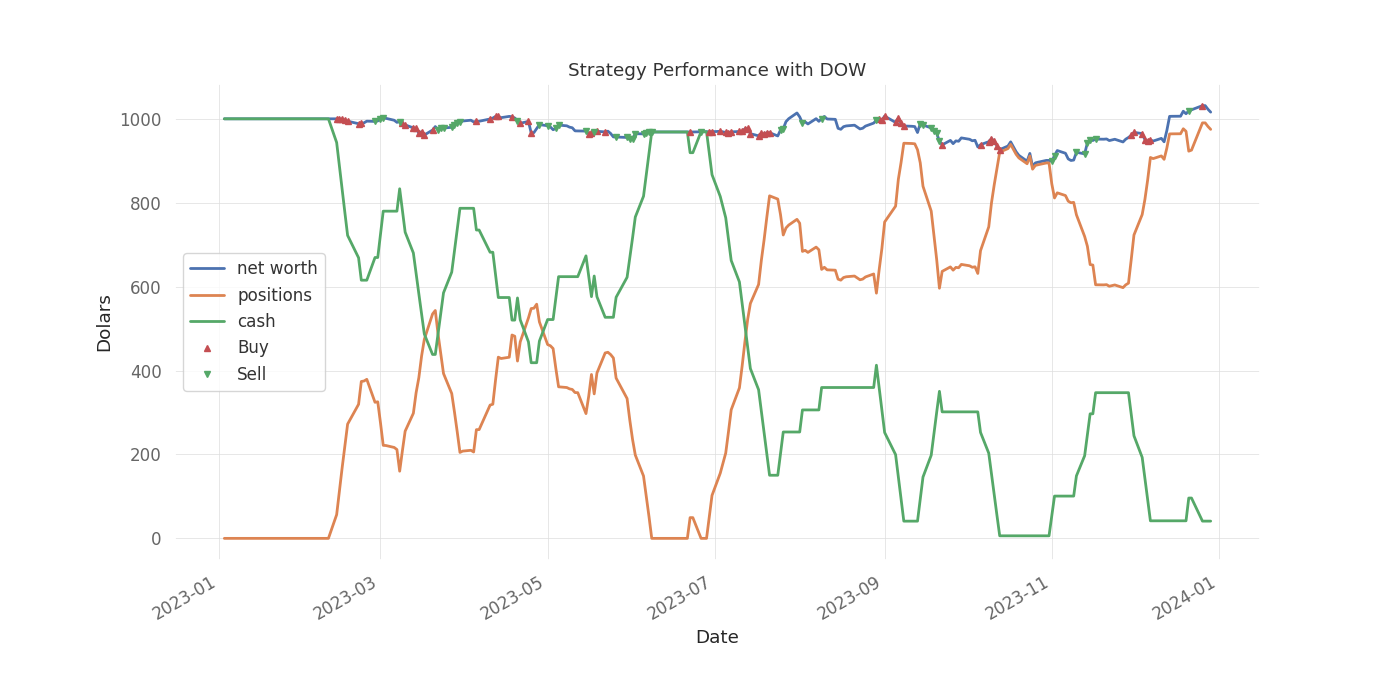 Strategy Performance with DOW
Dolars
1000
800
600
400
200
0
net worth
positions
cash
Buy
Sell
2023-01
2023-03
2023-05
2023-07
2023-09
2023-11
2024-01
Date